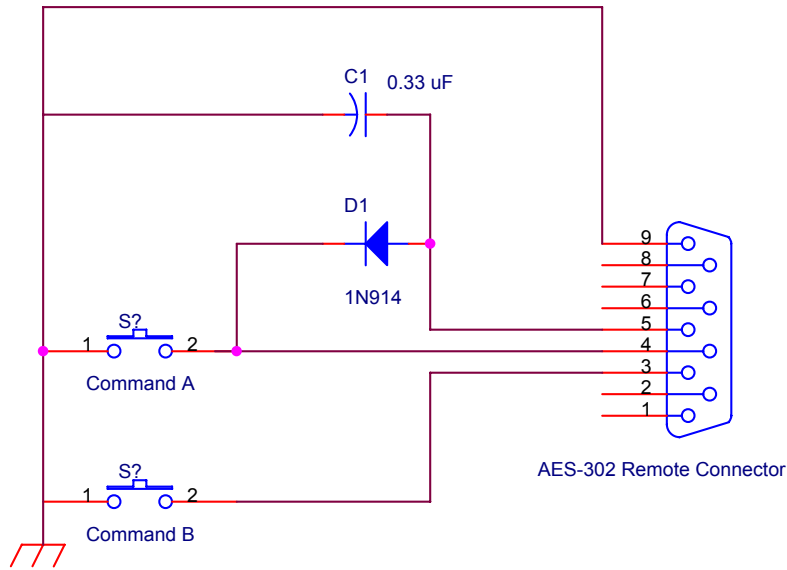 C1
0.33 uF
D1
1N914
9
8
7
6
5
4
3
2
1
S?
1
2
Command A
AES-302 Remote Connector
S?
1
2
Command B